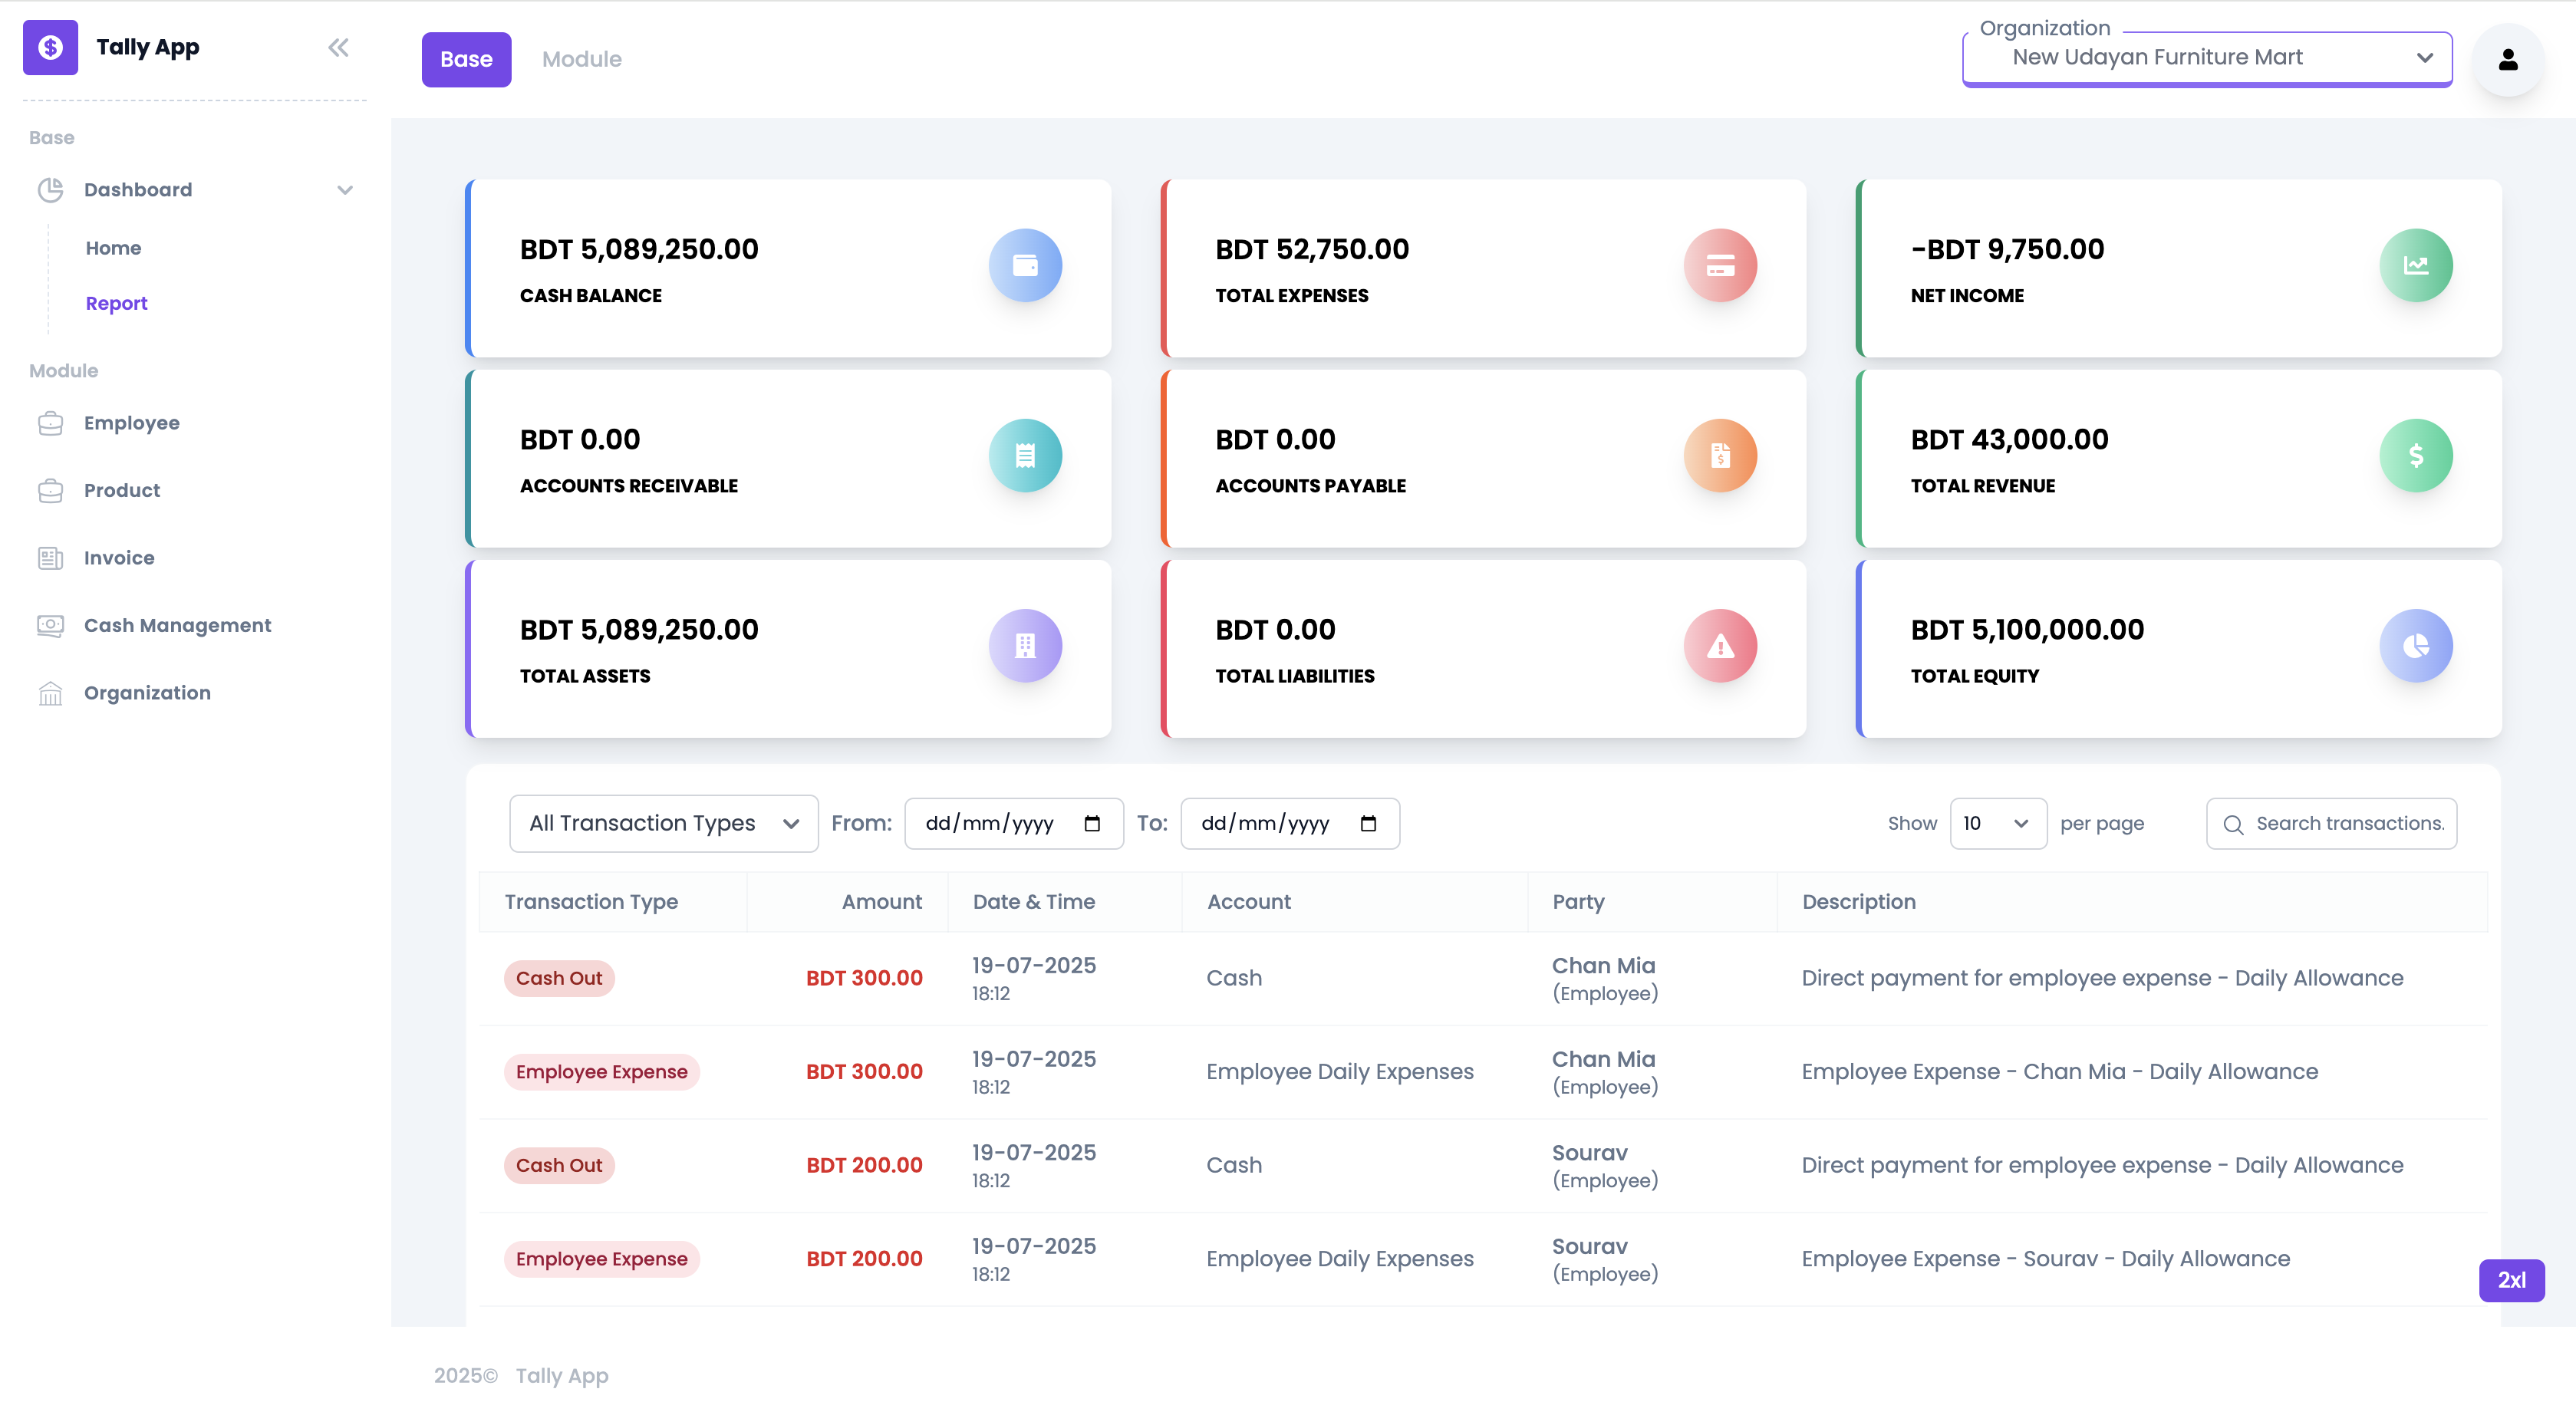 Tally App
Base
Dashboard
Home
Report
Module
Employee
Product
Invoice
Cash Management
Organization
Base Module
Organization
New Udayan Furniture Mart
BDT 5,089,250.00
CASH BALANCE
BDT 52,750.00
TOTAL EXPENSES
-BDT 9,750.00
NET INCOME
BDT 0.00
ACCOUNTS RECEIVABLE
BDT 0.00
ACCOUNTS PAYABLE
BDT 43,000.00
TOTAL REVENUE
BDT 5,089,250.00
TOTAL ASSETS
BDT 0.00
TOTAL LIABILITIES
BDT 5,100,000.00
TOTAL EQUITY
All Transaction Types From: dd/mm/yyyy To: dd/mm/yyyy Show 10 per page Search transactions.
Transaction Type Amount Date & Time Account Party Description
Cash Out BDT 300.00 19-07-2025 18:12 Cash Chan Mia (Employee) Direct payment for employee expense - Daily Allowance
Employee Expense BDT 300.00 19-07-2025 18:12 Employee Daily Expenses Chan Mia (Employee) Employee Expense - Chan Mia - Daily Allowance
Cash Out BDT 200.00 19-07-2025 18:12 Cash Sourav (Employee) Direct payment for employee expense - Daily Allowance
Employee Expense BDT 200.00 19-07-2025 18:12 Employee Daily Expenses Sourav (Employee) Employee Expense - Sourav - Daily Allowance
2xl
2025© Tally App